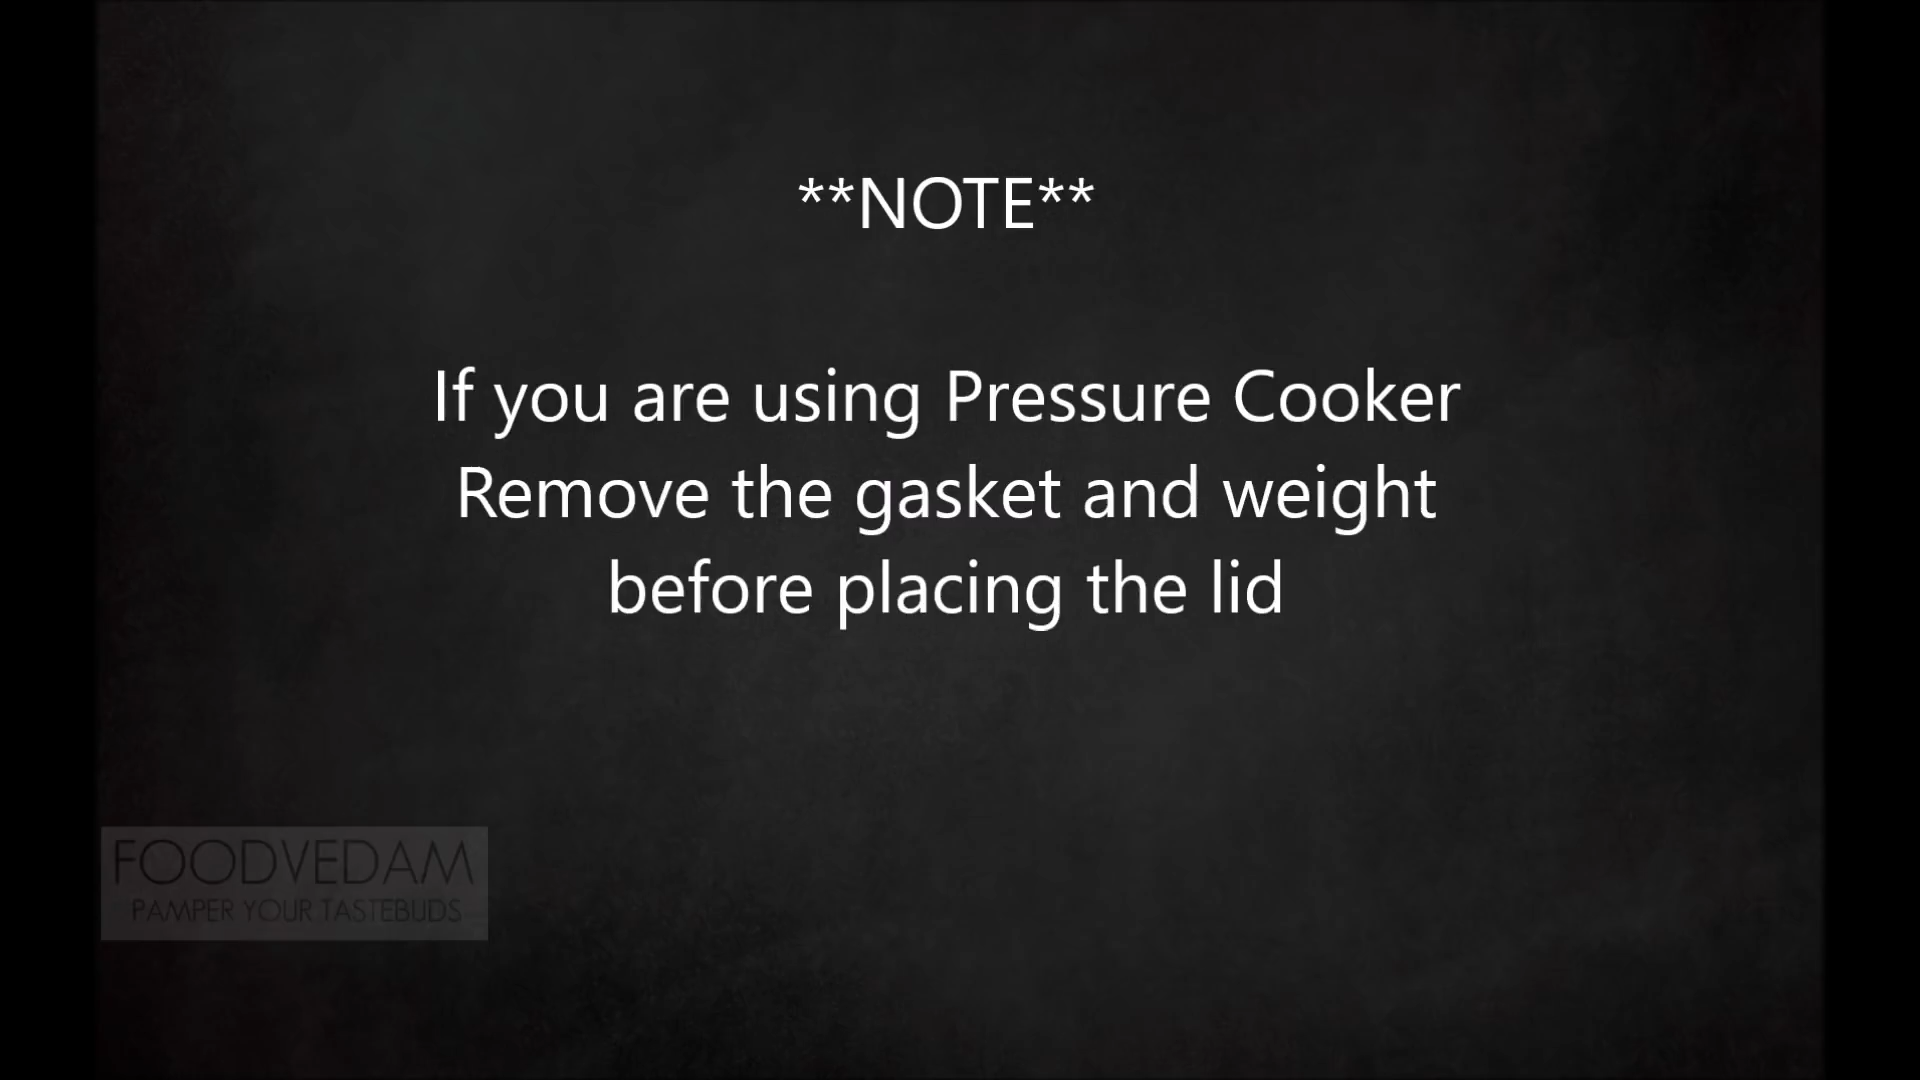 **NOTE**
If you are using Pressure Cooker
Remove the gasket and weight
before placing the lid
FOODVEDAM
PAMPER YOUR TASTEBUDS